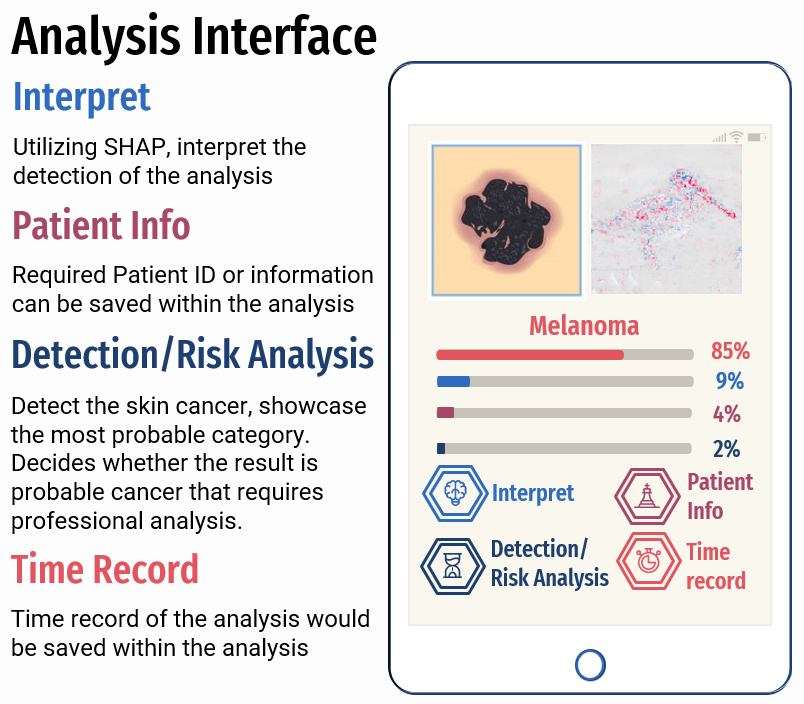 Analysis Interface
Interpret
Utilizing SHAP, interpret the
detection of the analysis
Patient Info
Required Patient ID or information
can be saved within the analysis
Detection/Risk Analysis
Detect the skin cancer, showcase
the most probable category.
Decides whether the result is
probable cancer that requires
professional analysis.
Time Record
Time record of the analysis would
be saved within the analysis
Melanoma
85%
9%
4%
2%
Interpret
Patient
Info
Detection/
Risk Analysis
Time
record